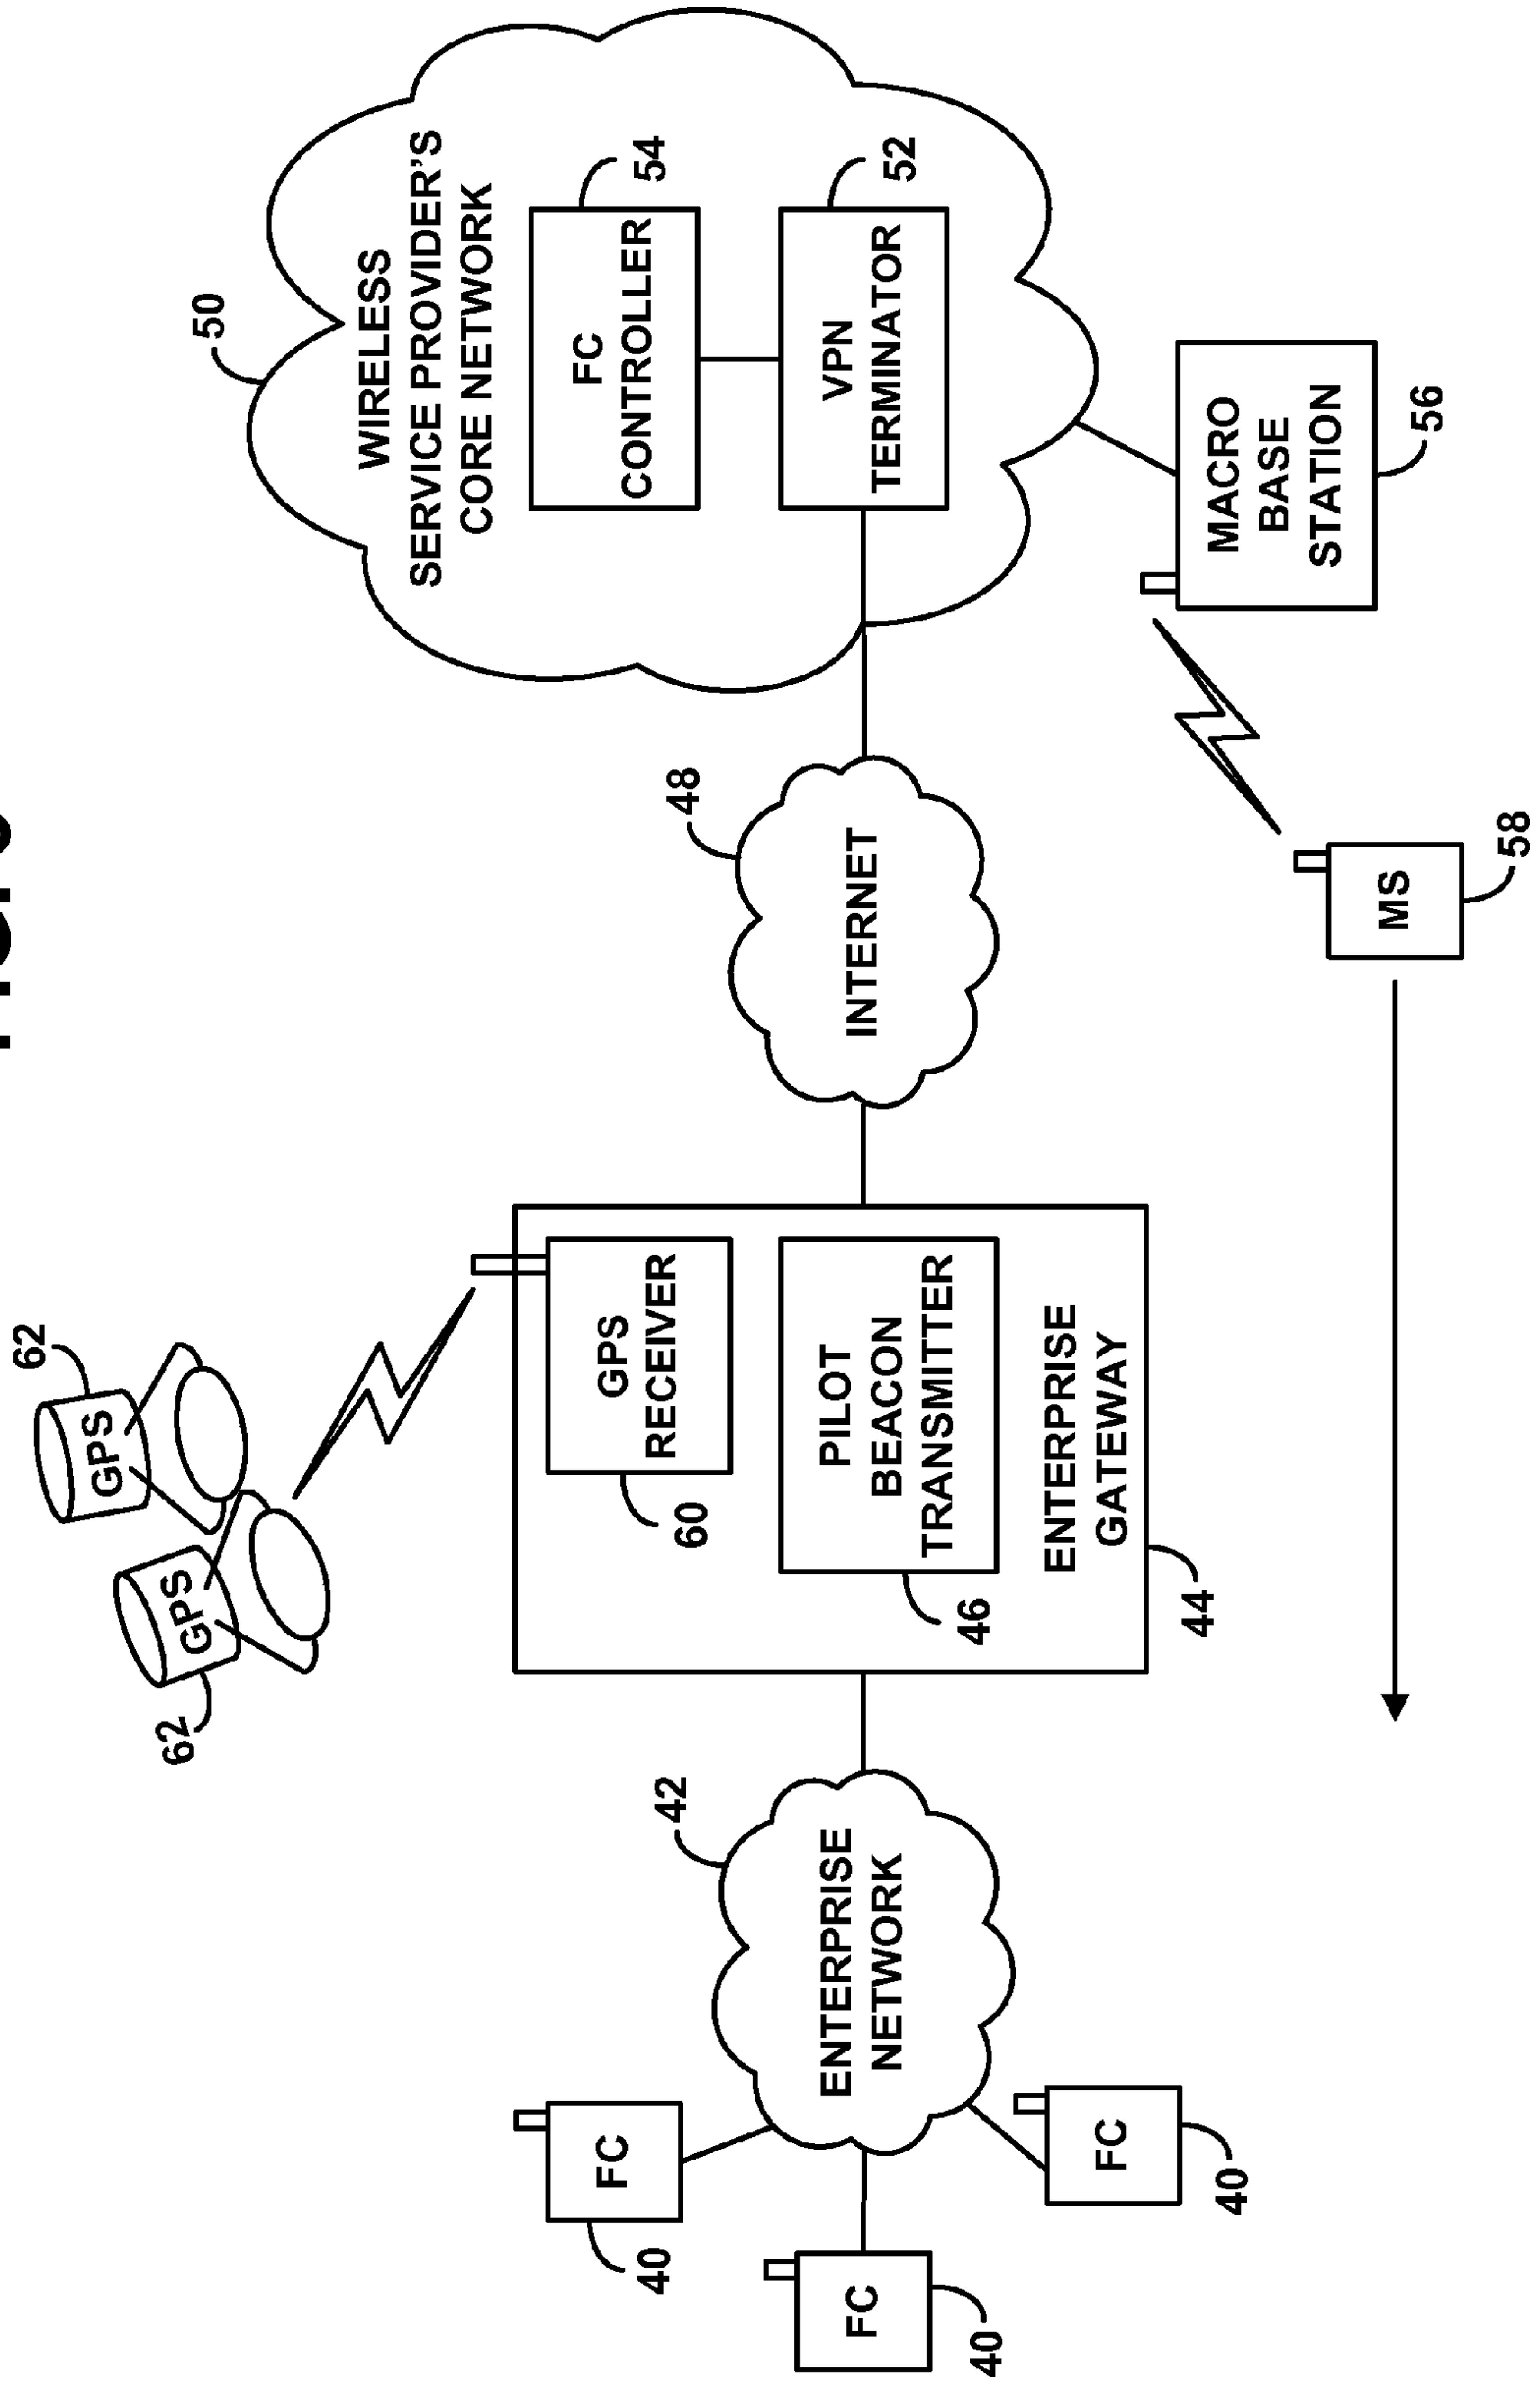 50
WIRELESS
SERVICE PROVIDER'S
CORE NETWORK
FC
CONTROLLER
54
VPN
TERMINATOR
52
MACRO
BASE
STATION
56
48
INTERNET
MS
58
62
GPS
GPS
62
GPS
RECEIVER
60
PILOT
BEACON
TRANSMITTER
46
ENTERPRISE
GATEWAY
44
42
ENTERPRISE
NETWORK
FC
40
FC
40
FC
40